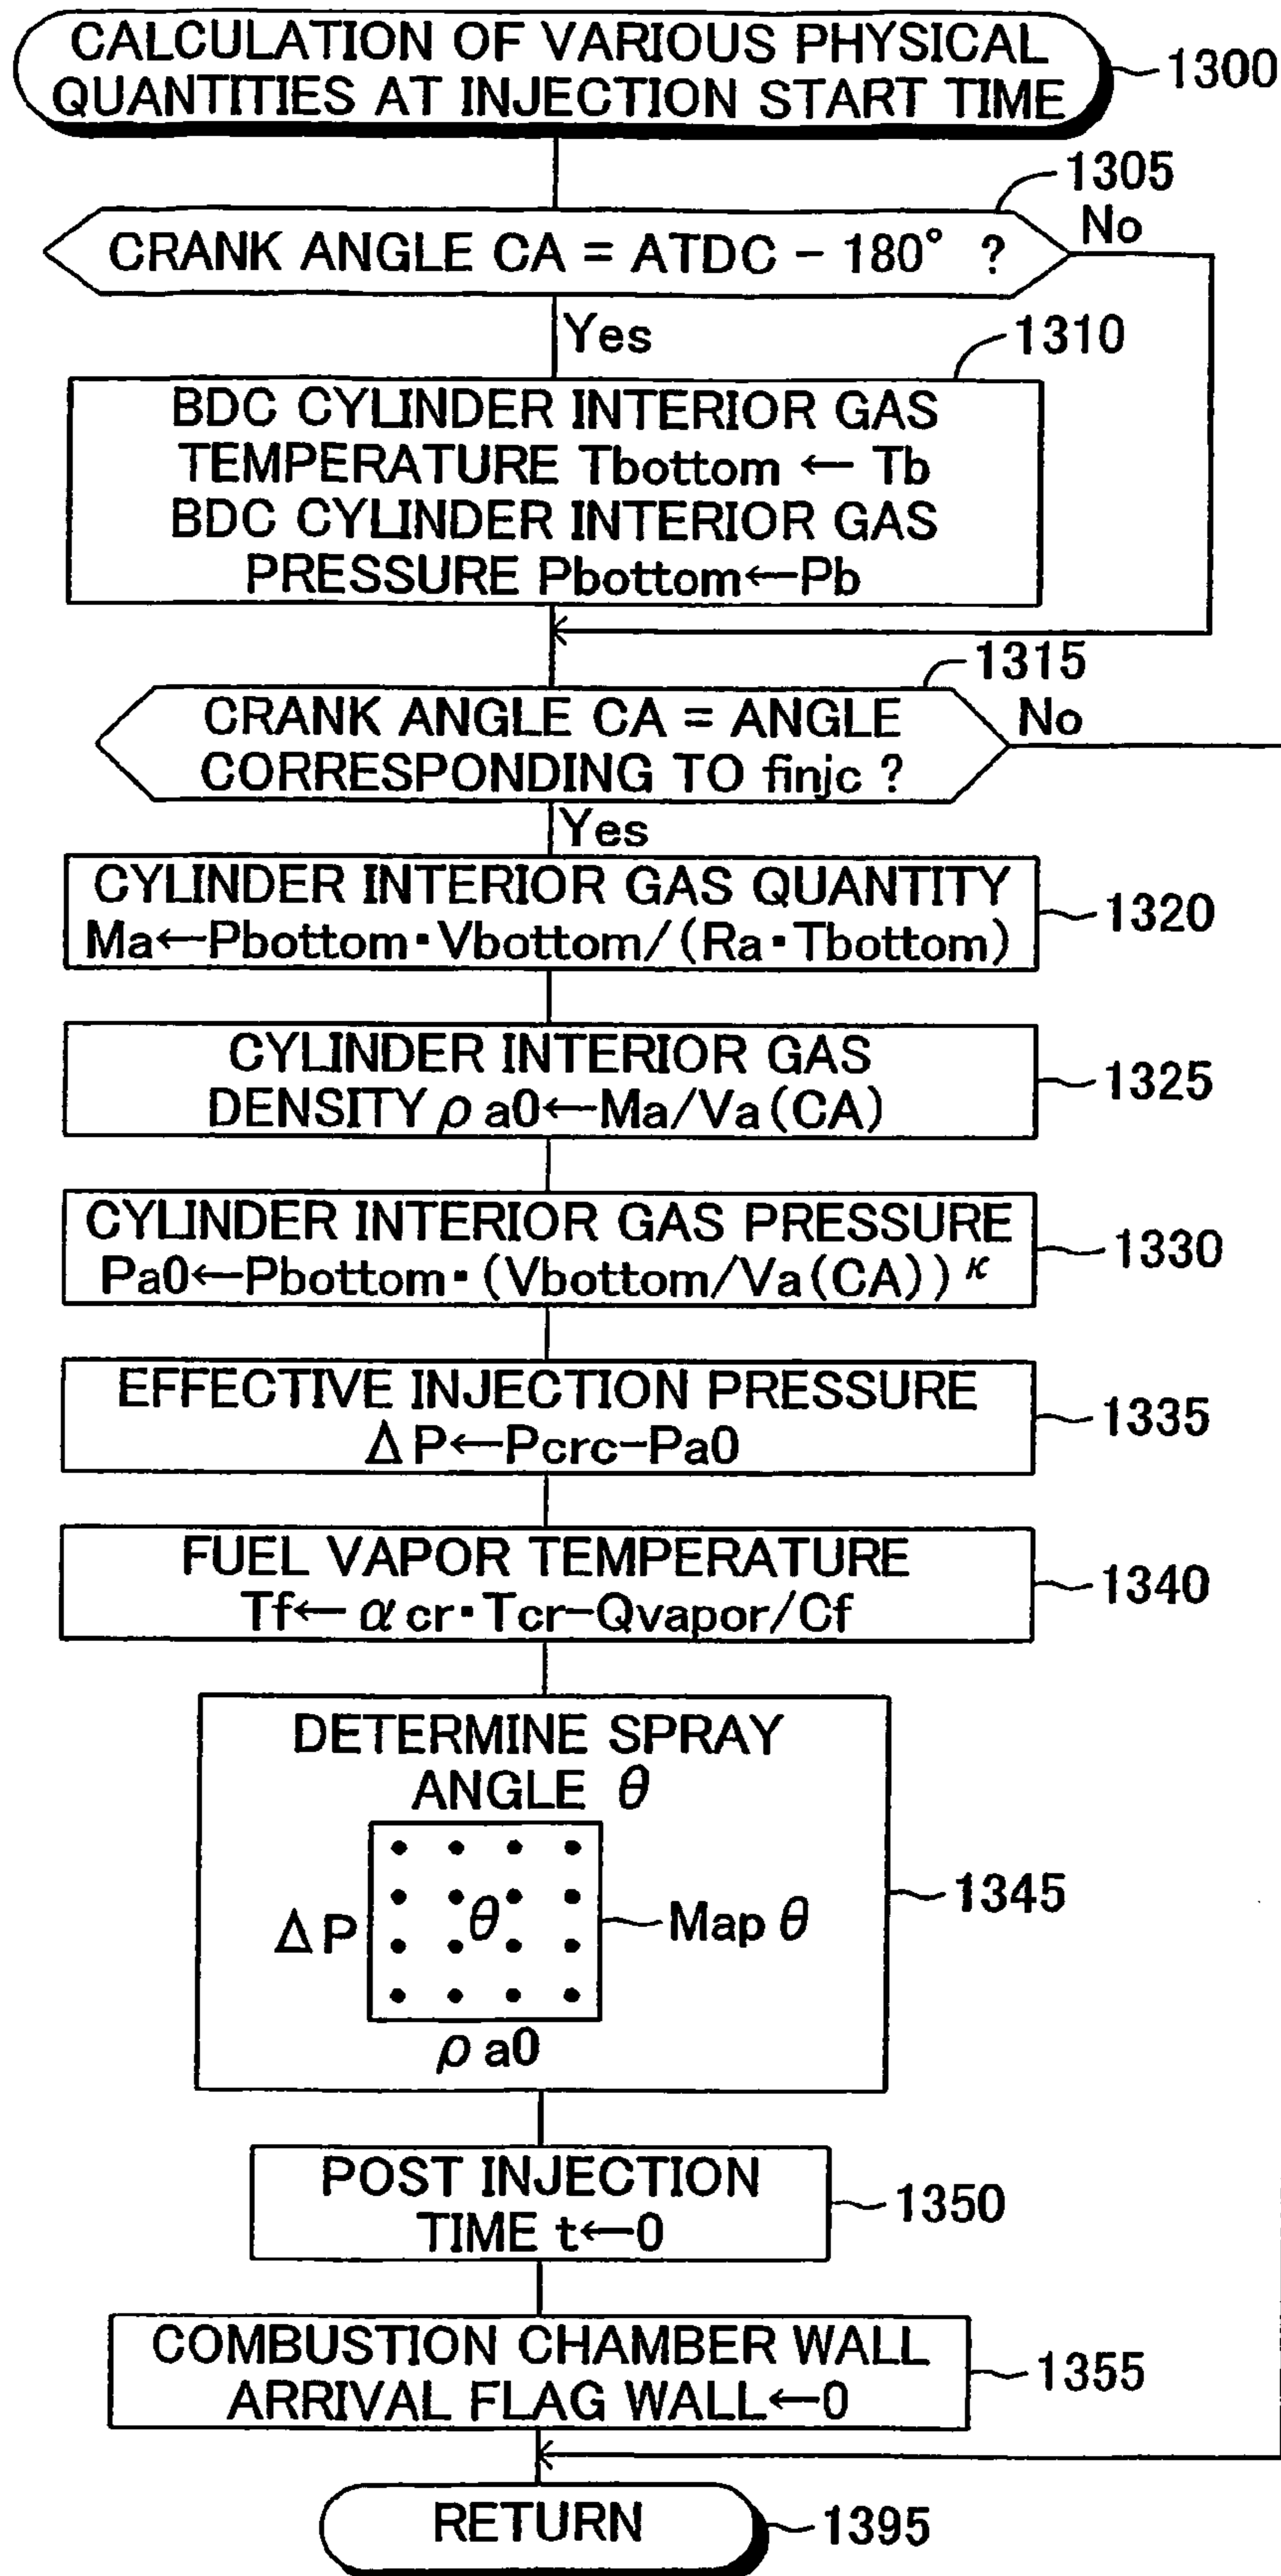 CALCULATION OF VARIOUS PHYSICAL
QUANTITIES AT INJECTION START TIME
1300
1305
CRANK ANGLE CA = ATDC − 180° ?
No
Yes
1310
BDC CYLINDER INTERIOR GAS
TEMPERATURE Tbottom ← Tb
BDC CYLINDER INTERIOR GAS
PRESSURE Pbottom←Pb
1315
CRANK ANGLE CA = ANGLE
CORRESPONDING TO finjc ?
No
Yes
CYLINDER INTERIOR GAS QUANTITY
Ma←Pbottom・Vbottom/(Ra・Tbottom)
1320
CYLINDER INTERIOR GAS
DENSITY ρa0←Ma/Va(CA)
1325
CYLINDER INTERIOR GAS PRESSURE
Pa0←Pbottom・(Vbottom/Va(CA))^κ
1330
EFFECTIVE INJECTION PRESSURE
ΔP←Pcrc−Pa0
1335
FUEL VAPOR TEMPERATURE
Tf←αcr・Tcr−Qvapor/Cf
1340
DETERMINE SPRAY
ANGLE θ
ΔP
θ
Map θ
ρa0
1345
POST INJECTION
TIME t←0
1350
COMBUSTION CHAMBER WALL
ARRIVAL FLAG WALL←0
1355
RETURN
1395